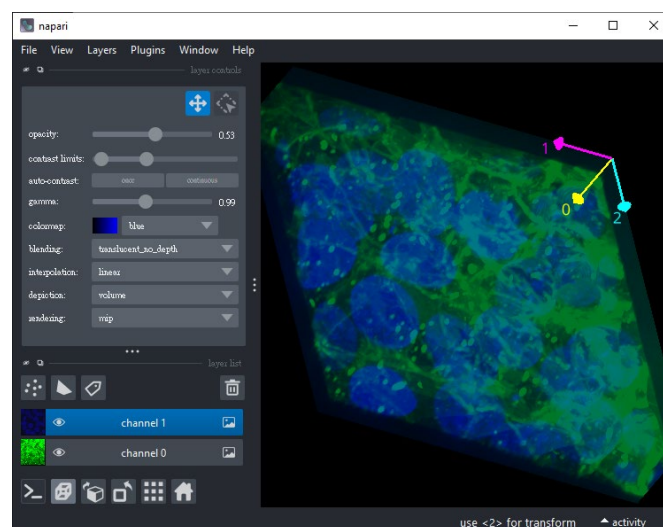 napari
File View Layers Plugins Window Help
layer controls
opacity: 0.53
contrast limits:
auto-contrast: once continuous
gamma: 0.99
colormap: blue
blending: translucent_no_depth
interpolation: linear
depiction: volume
rendering: mip
layer list
channel 1
channel 0
1
0
2
use <2> for transform activity